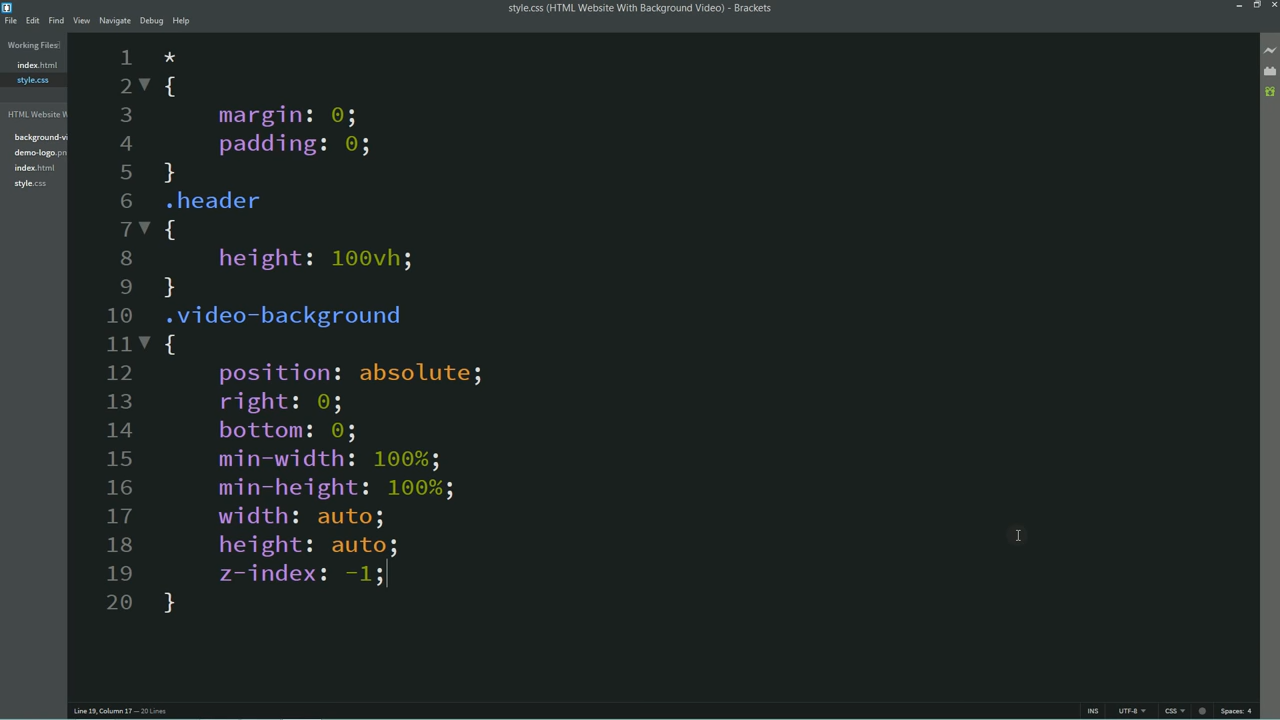 style.css (HTML Website With Background Video) - Brackets
File Edit Find View Navigate Debug Help
Working Files
index.html
style.css
HTML Website W
background-vi
demo-logo.pn
index.html
style.css
1 *
2 {
3 margin: 0;
4 padding: 0;
5 }
6 .header
7 {
8 height: 100vh;
9 }
10 .video-background
11 {
12 position: absolute;
13 right: 0;
14 bottom: 0;
15 min-width: 100%;
16 min-height: 100%;
17 width: auto;
18 height: auto;
19 z-index: -1;
20 }
Line 19, Column 17 — 20 Lines
INS UTF-8 CSS Spaces: 4